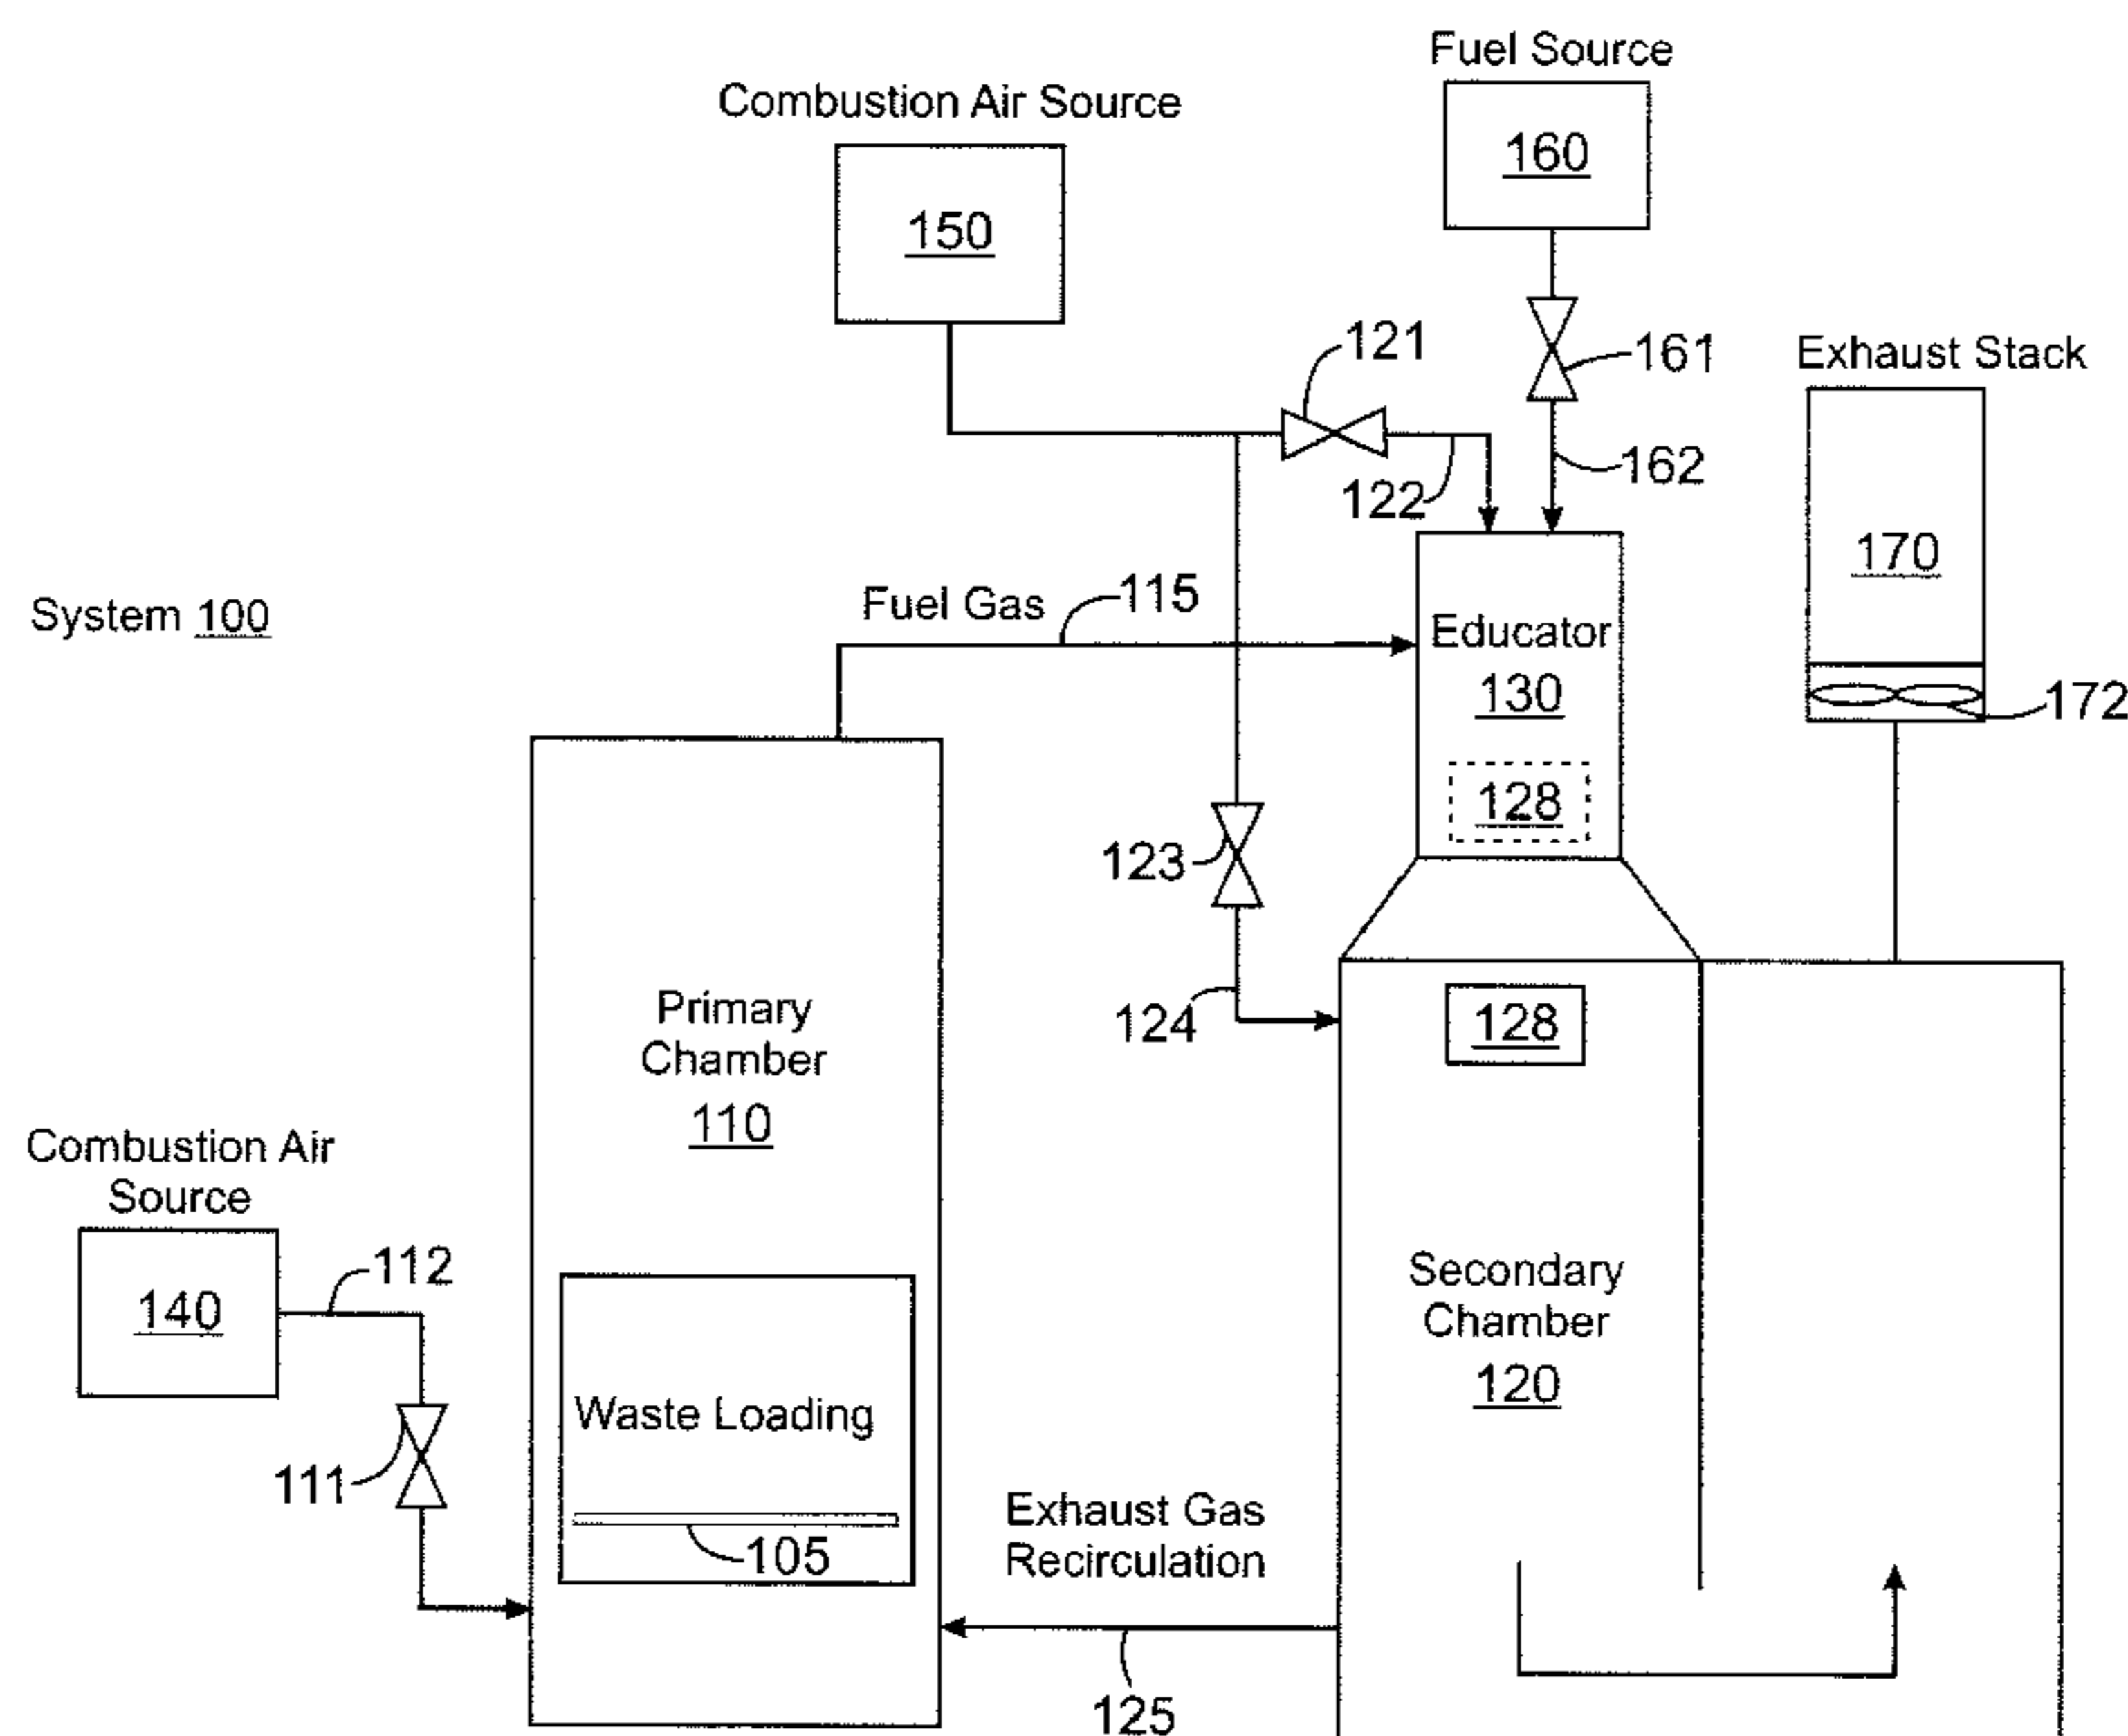 Fuel Source
160
Combustion Air Source
150
121
161
Exhaust Stack
122
162
170
System 100
Fuel Gas
115
Educator
130
172
128
123
124
128
Primary
Chamber
110
Combustion Air
Source
140
112
111
Waste Loading
105
Secondary
Chamber
120
Exhaust Gas
Recirculation
125